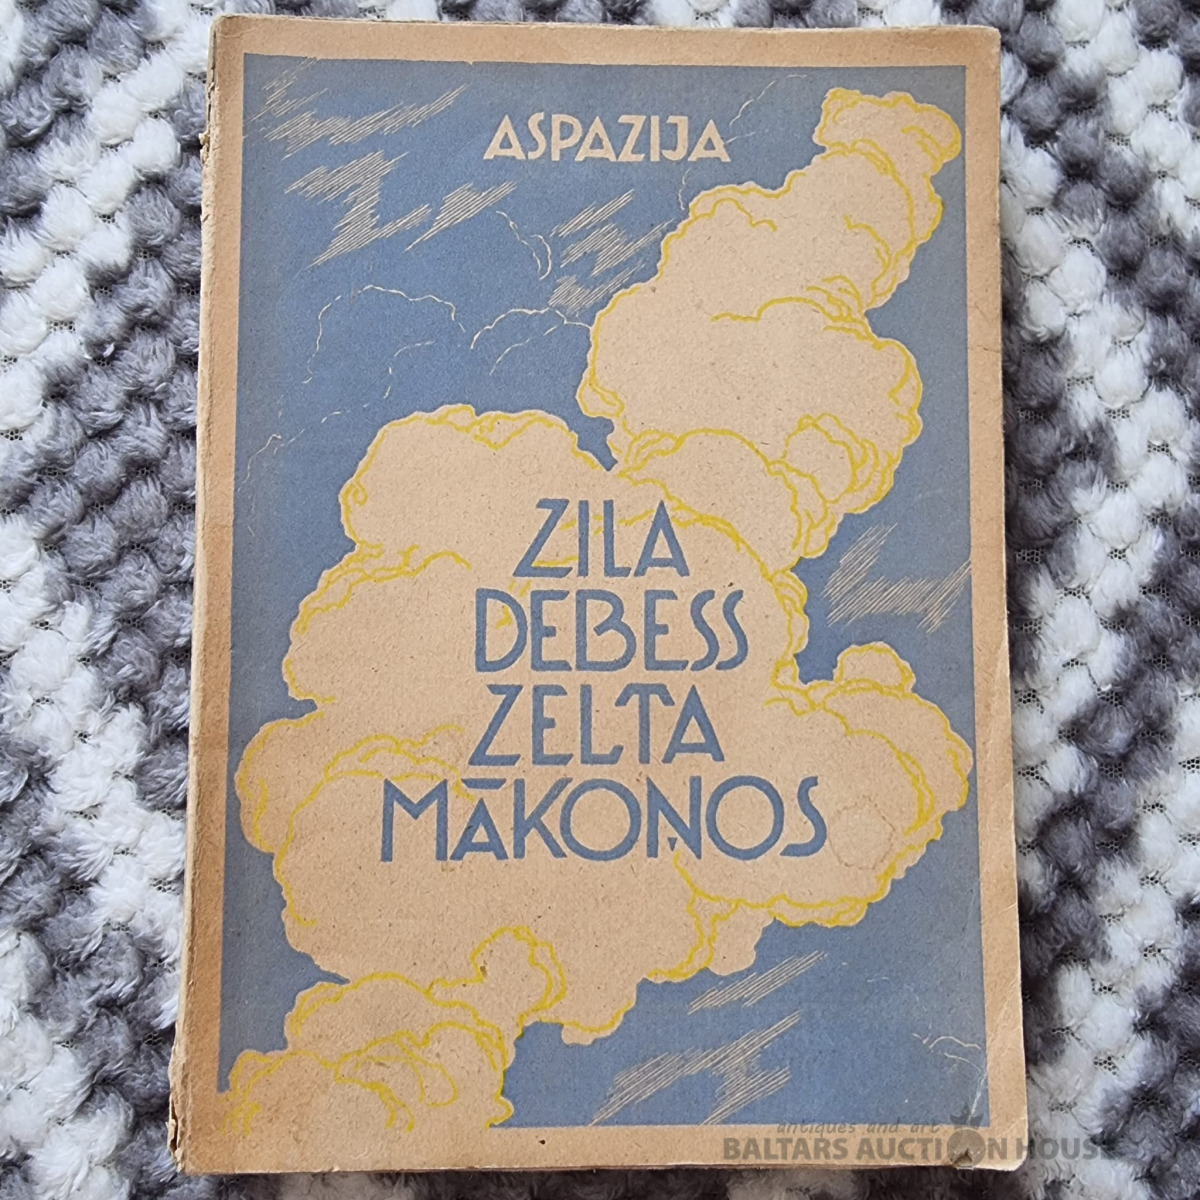 ASPAZIJA
ZILA
DEBESS
ZELTA
MĀKOŅOS
antiques and art
BALTARS AUCTION HOUSE